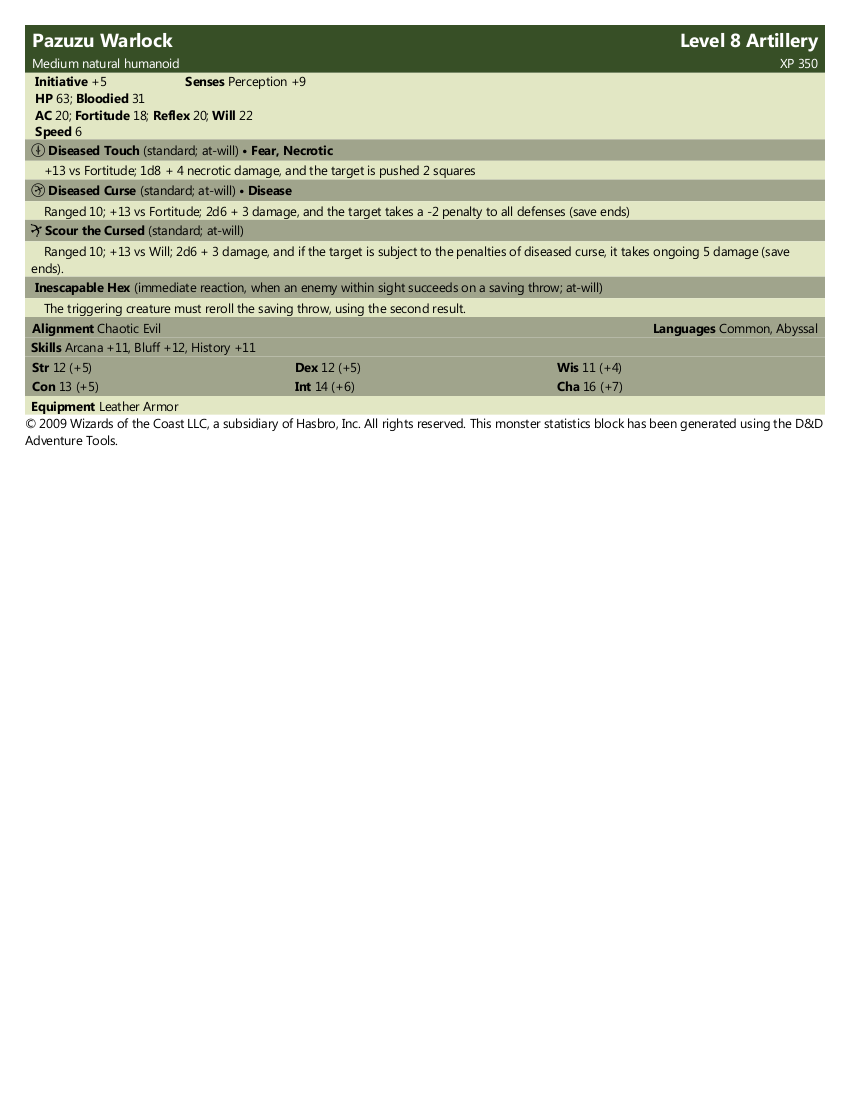 Pazuzu Warlock Level 8 Artillery
Medium natural humanoid XP 350
Initiative +5 Senses Perception +9
HP 63; Bloodied 31
AC 20; Fortitude 18; Reflex 20; Will 22
Speed 6
Diseased Touch (standard; at-will) • Fear, Necrotic
+13 vs Fortitude; 1d8 + 4 necrotic damage, and the target is pushed 2 squares
Diseased Curse (standard; at-will) • Disease
Ranged 10; +13 vs Fortitude; 2d6 + 3 damage, and the target takes a -2 penalty to all defenses (save ends)
Scour the Cursed (standard; at-will)
Ranged 10; +13 vs Will; 2d6 + 3 damage, and if the target is subject to the penalties of diseased curse, it takes ongoing 5 damage (save
ends).
Inescapable Hex (immediate reaction, when an enemy within sight succeeds on a saving throw; at-will)
The triggering creature must reroll the saving throw, using the second result.
Alignment Chaotic Evil Languages Common, Abyssal
Skills Arcana +11, Bluff +12, History +11
Str 12 (+5) Dex 12 (+5) Wis 11 (+4)
Con 13 (+5) Int 14 (+6) Cha 16 (+7)
Equipment Leather Armor
© 2009 Wizards of the Coast LLC, a subsidiary of Hasbro, Inc. All rights reserved. This monster statistics block has been generated using the D&D
Adventure Tools.